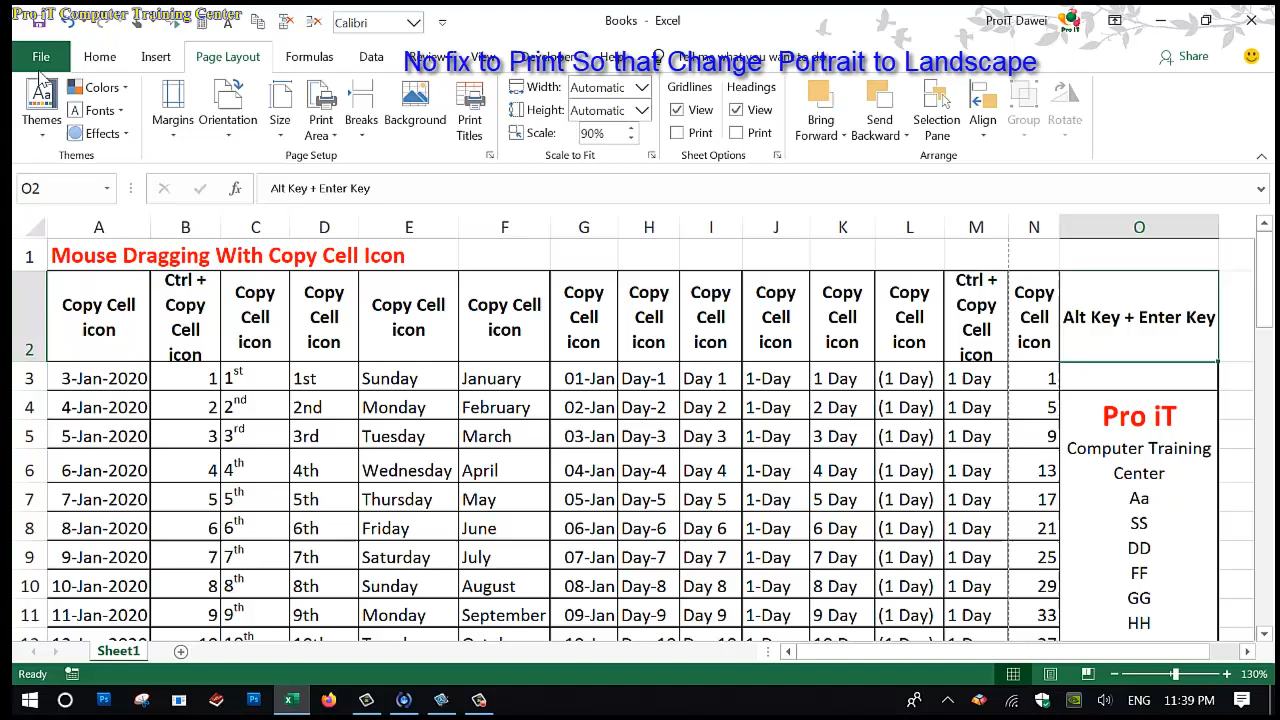 Pro iT Computer Training Center
Calibri
Books - Excel
ProiT Dawei
Pro iT
File Home Insert Page Layout Formulas Data Review View Developer Help Tell me what you want to do Share
No fix to Print So that Change Portrait to Landscape
Themes
Colors
Fonts
Effects
Themes
Margins Orientation Size Print Area Breaks Background Print Titles
Page Setup
Width: Automatic
Height: Automatic
Scale: 90%
Scale to Fit
Gridlines Headings
View View
Print Print
Sheet Options
Bring Forward Send Backward Selection Pane Align Group Rotate
Arrange
O2 fx Alt Key + Enter Key
A B C D E F G H I J K L M N O
1 Mouse Dragging With Copy Cell Icon
2 Copy Cell icon Ctrl + Copy Cell icon Copy Cell icon Copy Cell icon Copy Cell icon Copy Cell icon Copy Cell icon Copy Cell icon Copy Cell icon Copy Cell icon Copy Cell icon Copy Cell icon Ctrl + Copy Cell icon Copy Cell icon Alt Key + Enter Key
3 3-Jan-2020 1 1st 1st Sunday January 01-Jan Day-1 Day 1 1-Day 1 Day (1 Day) 1 Day 1
4 4-Jan-2020 2 2nd 2nd Monday February 02-Jan Day-2 Day 2 1-Day 2 Day (1 Day) 1 Day 5
5 5-Jan-2020 3 3rd 3rd Tuesday March 03-Jan Day-3 Day 3 1-Day 3 Day (1 Day) 1 Day 9
6 6-Jan-2020 4 4th 4th Wednesday April 04-Jan Day-4 Day 4 1-Day 4 Day (1 Day) 1 Day 13
7 7-Jan-2020 5 5th 5th Thursday May 05-Jan Day-5 Day 5 1-Day 5 Day (1 Day) 1 Day 17
8 8-Jan-2020 6 6th 6th Friday June 06-Jan Day-6 Day 6 1-Day 6 Day (1 Day) 1 Day 21
9 9-Jan-2020 7 7th 7th Saturday July 07-Jan Day-7 Day 7 1-Day 7 Day (1 Day) 1 Day 25
10 10-Jan-2020 8 8th 8th Sunday August 08-Jan Day-8 Day 8 1-Day 8 Day (1 Day) 1 Day 29
11 11-Jan-2020 9 9th 9th Monday September 09-Jan Day-9 Day 9 1-Day 9 Day (1 Day) 1 Day 33
Pro iT
Computer Training
Center
Aa
SS
DD
FF
GG
HH
Sheet1
Ready 130%
ENG 11:39 PM